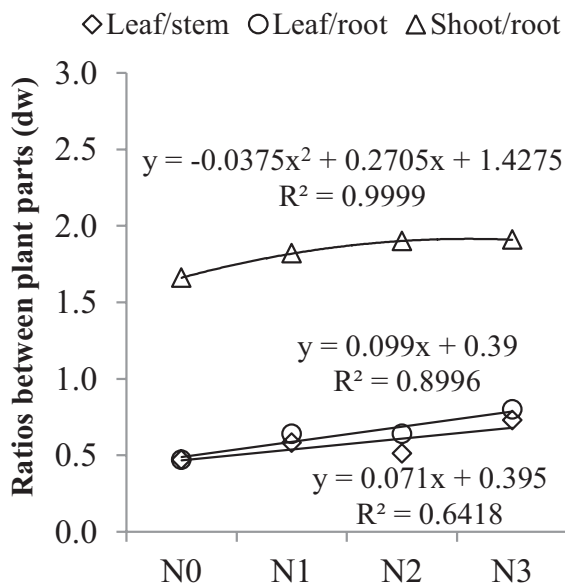 ◇Leaf/stem ○Leaf/root △Shoot/root
Ratios between plant parts (dw)
3.0
2.5
2.0
1.5
1.0
0.5
0.0
y = -0.0375x² + 0.2705x + 1.4275
R² = 0.9999
y = 0.099x + 0.39
R² = 0.8996
y = 0.071x + 0.395
R² = 0.6418
N0 N1 N2 N3